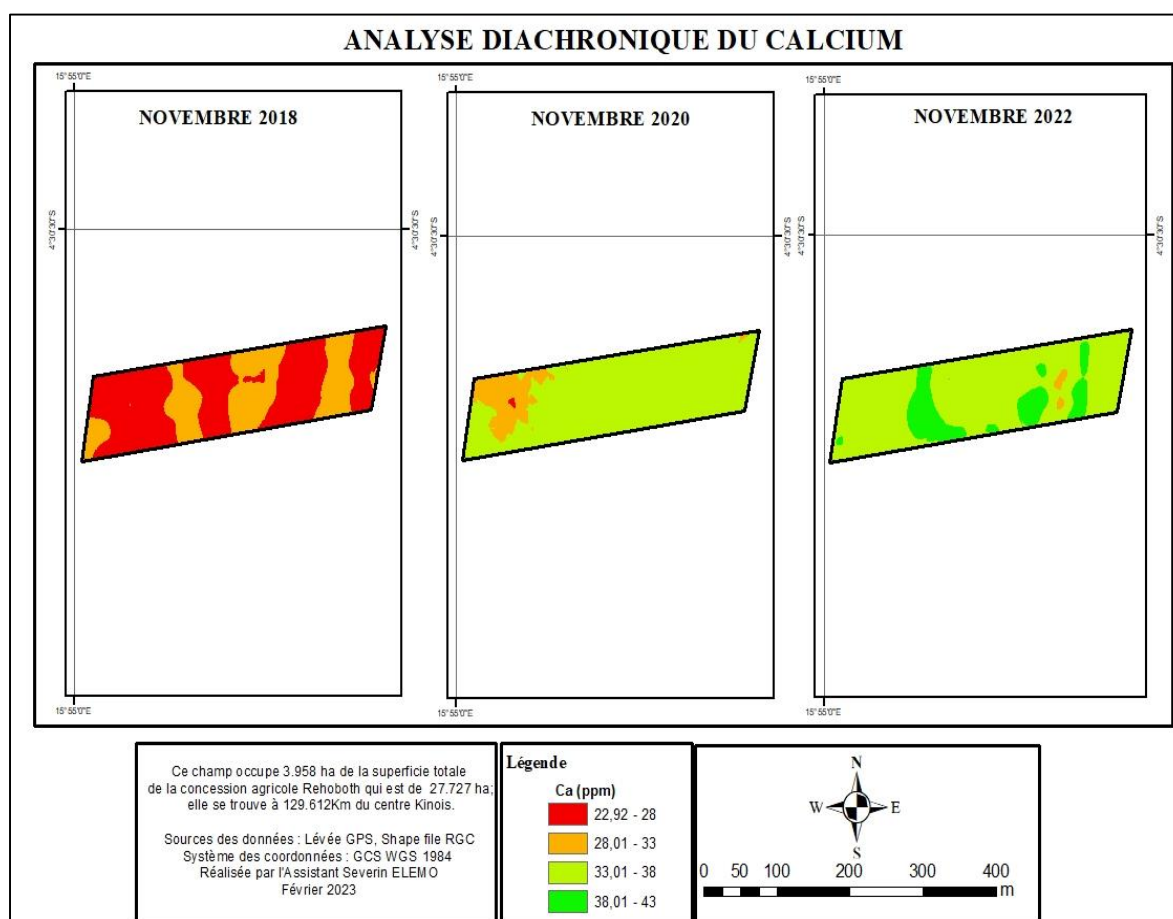 ANALYSE DIACHRONIQUE DU CALCIUM
15°55'0"E
15°55'0"E
15°55'0"E
NOVEMBRE 2018
NOVEMBRE 2020
NOVEMBRE 2022
4°30'30"S
4°30'30"S
4°30'30"S
4°30'30"S
4°30'30"S
4°30'30"S
15°55'0"E
15°55'0"E
15°55'0"E
Ce champ occupe 3.958 ha de la superficie totale
de la concession agricole Rehoboth qui est de 27.727 ha;
elle se trouve à 129.612Km du centre Kinois.
Sources des données : Lévée GPS, Shape file RGC
Système des coordonnées : GCS WGS 1984
Réalisée par l'Assistant Severin ELEMO
Février 2023
Légende
Ca (ppm)
22,92 - 28
28,01 - 33
33,01 - 38
38,01 - 43
N
W E
S
0 50 100 200 300 400
m